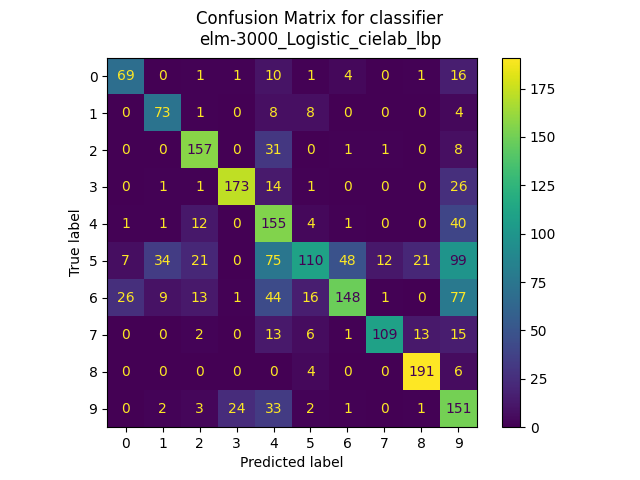 Confusion Matrix for classifier
elm-3000_Logistic_cielab_lbp
0 69 0 1 1 10 1 4 0 1 16
1 0 73 1 0 8 8 0 0 0 4
2 0 0 157 0 31 0 1 1 0 8
3 0 1 1 173 14 1 0 0 0 26
4 1 1 12 0 155 4 1 0 0 40
5 7 34 21 0 75 110 48 12 21 99
6 26 9 13 1 44 16 148 1 0 77
7 0 0 2 0 13 6 1 109 13 15
8 0 0 0 0 0 4 0 0 191 6
9 0 2 3 24 33 2 1 0 1 151
0 1 2 3 4 5 6 7 8 9
Predicted label
True label
175
150
125
100
75
50
25
0